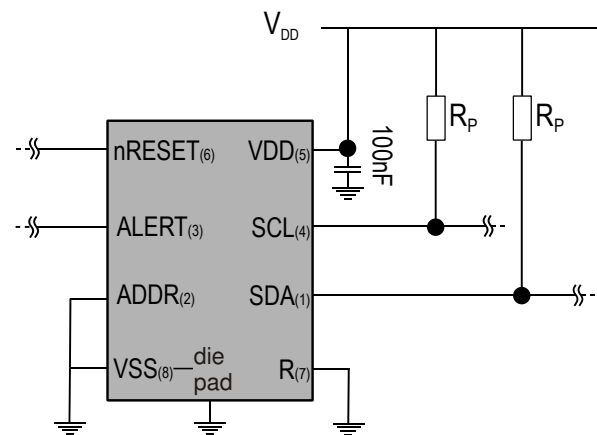 VDD
nRESET(6)
VDD(5)
100nF
RP
RP
ALERT(3)
SCL(4)
ADDR(2)
SDA(1)
VSS(8)
die
pad
R(7)